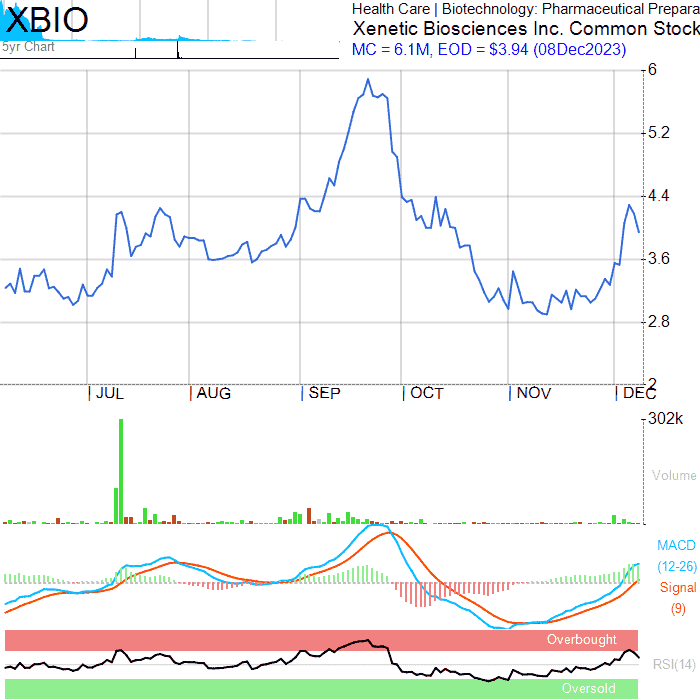 XBIO
5yr Chart
Health Care | Biotechnology: Pharmaceutical Prepara
Xenetic Biosciences Inc. Common Stock
MC = 6.1M, EOD = $3.94 (08Dec2023)
6
5.2
4.4
3.6
2.8
2
JUL AUG SEP OCT NOV DEC
302k
Volume
MACD
(12-26)
Signal
(9)
Overbought
RSI(14)
Oversold